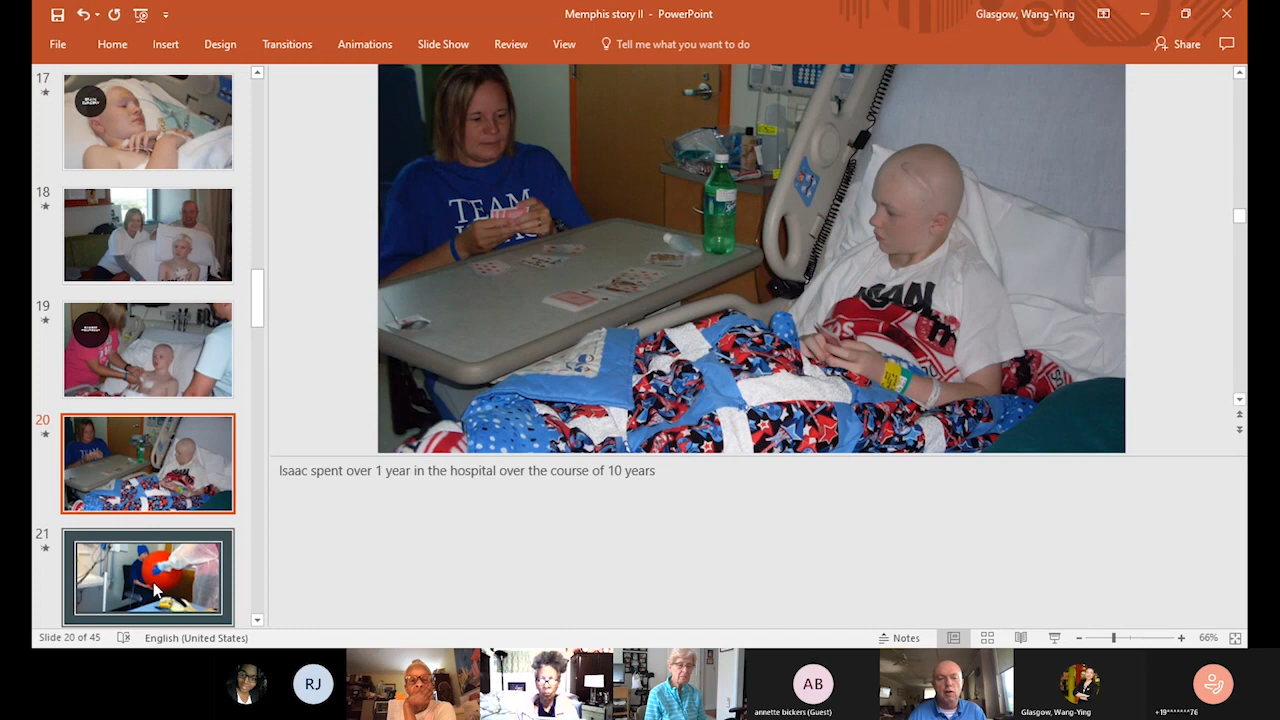 Memphis story II - PowerPoint
Glasgow, Wang-Ying
File
Home
Insert
Design
Transitions
Animations
Slide Show
Review
View
Tell me what you want to do
Share
17
18
19
20
21
TEAM
Isaac spent over 1 year in the hospital over the course of 10 years
Slide 20 of 45
English (United States)
Notes
66%
RJ
AB
annette bickers (Guest)
Glasgow, Wang-Ying
+19*******76